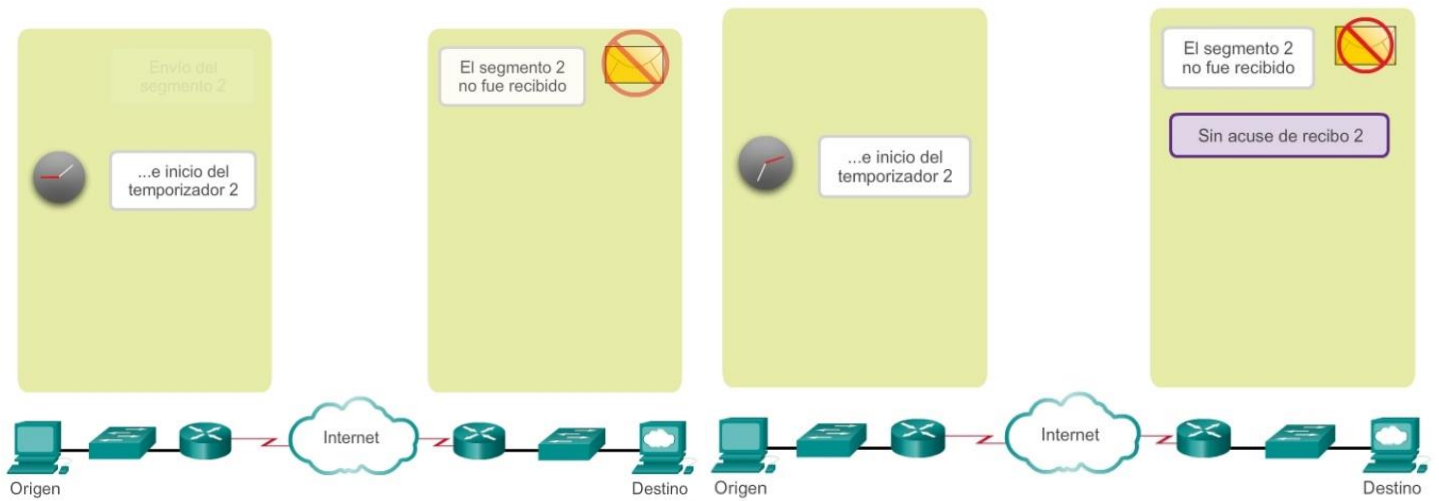 Envío del
segmento 2
...e inicio del
temporizador 2
El segmento 2
no fue recibido
Internet
Origen
Destino
...e inicio del
temporizador 2
El segmento 2
no fue recibido
Sin acuse de recibo 2
Internet
Origen
Destino